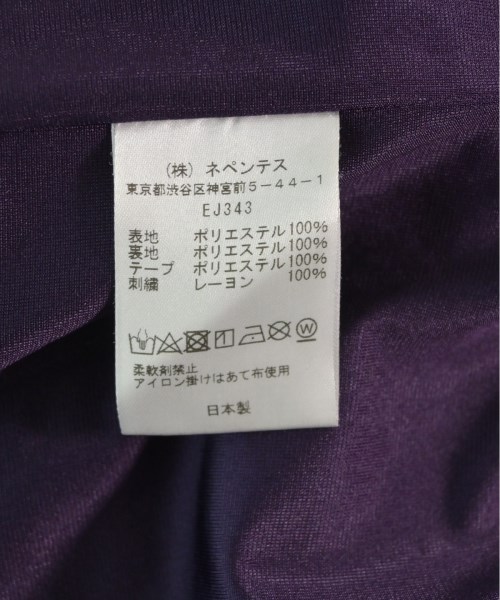 (株) ネペンテス
東京都渋谷区神宮前5-44-1
EJ343
表地 ポリエステル100%
裏地 ポリエステル100%
テープ ポリエステル100%
刺繍 レーヨン 100%
W
柔軟剤禁止
アイロン掛けはあて布使用
日本製